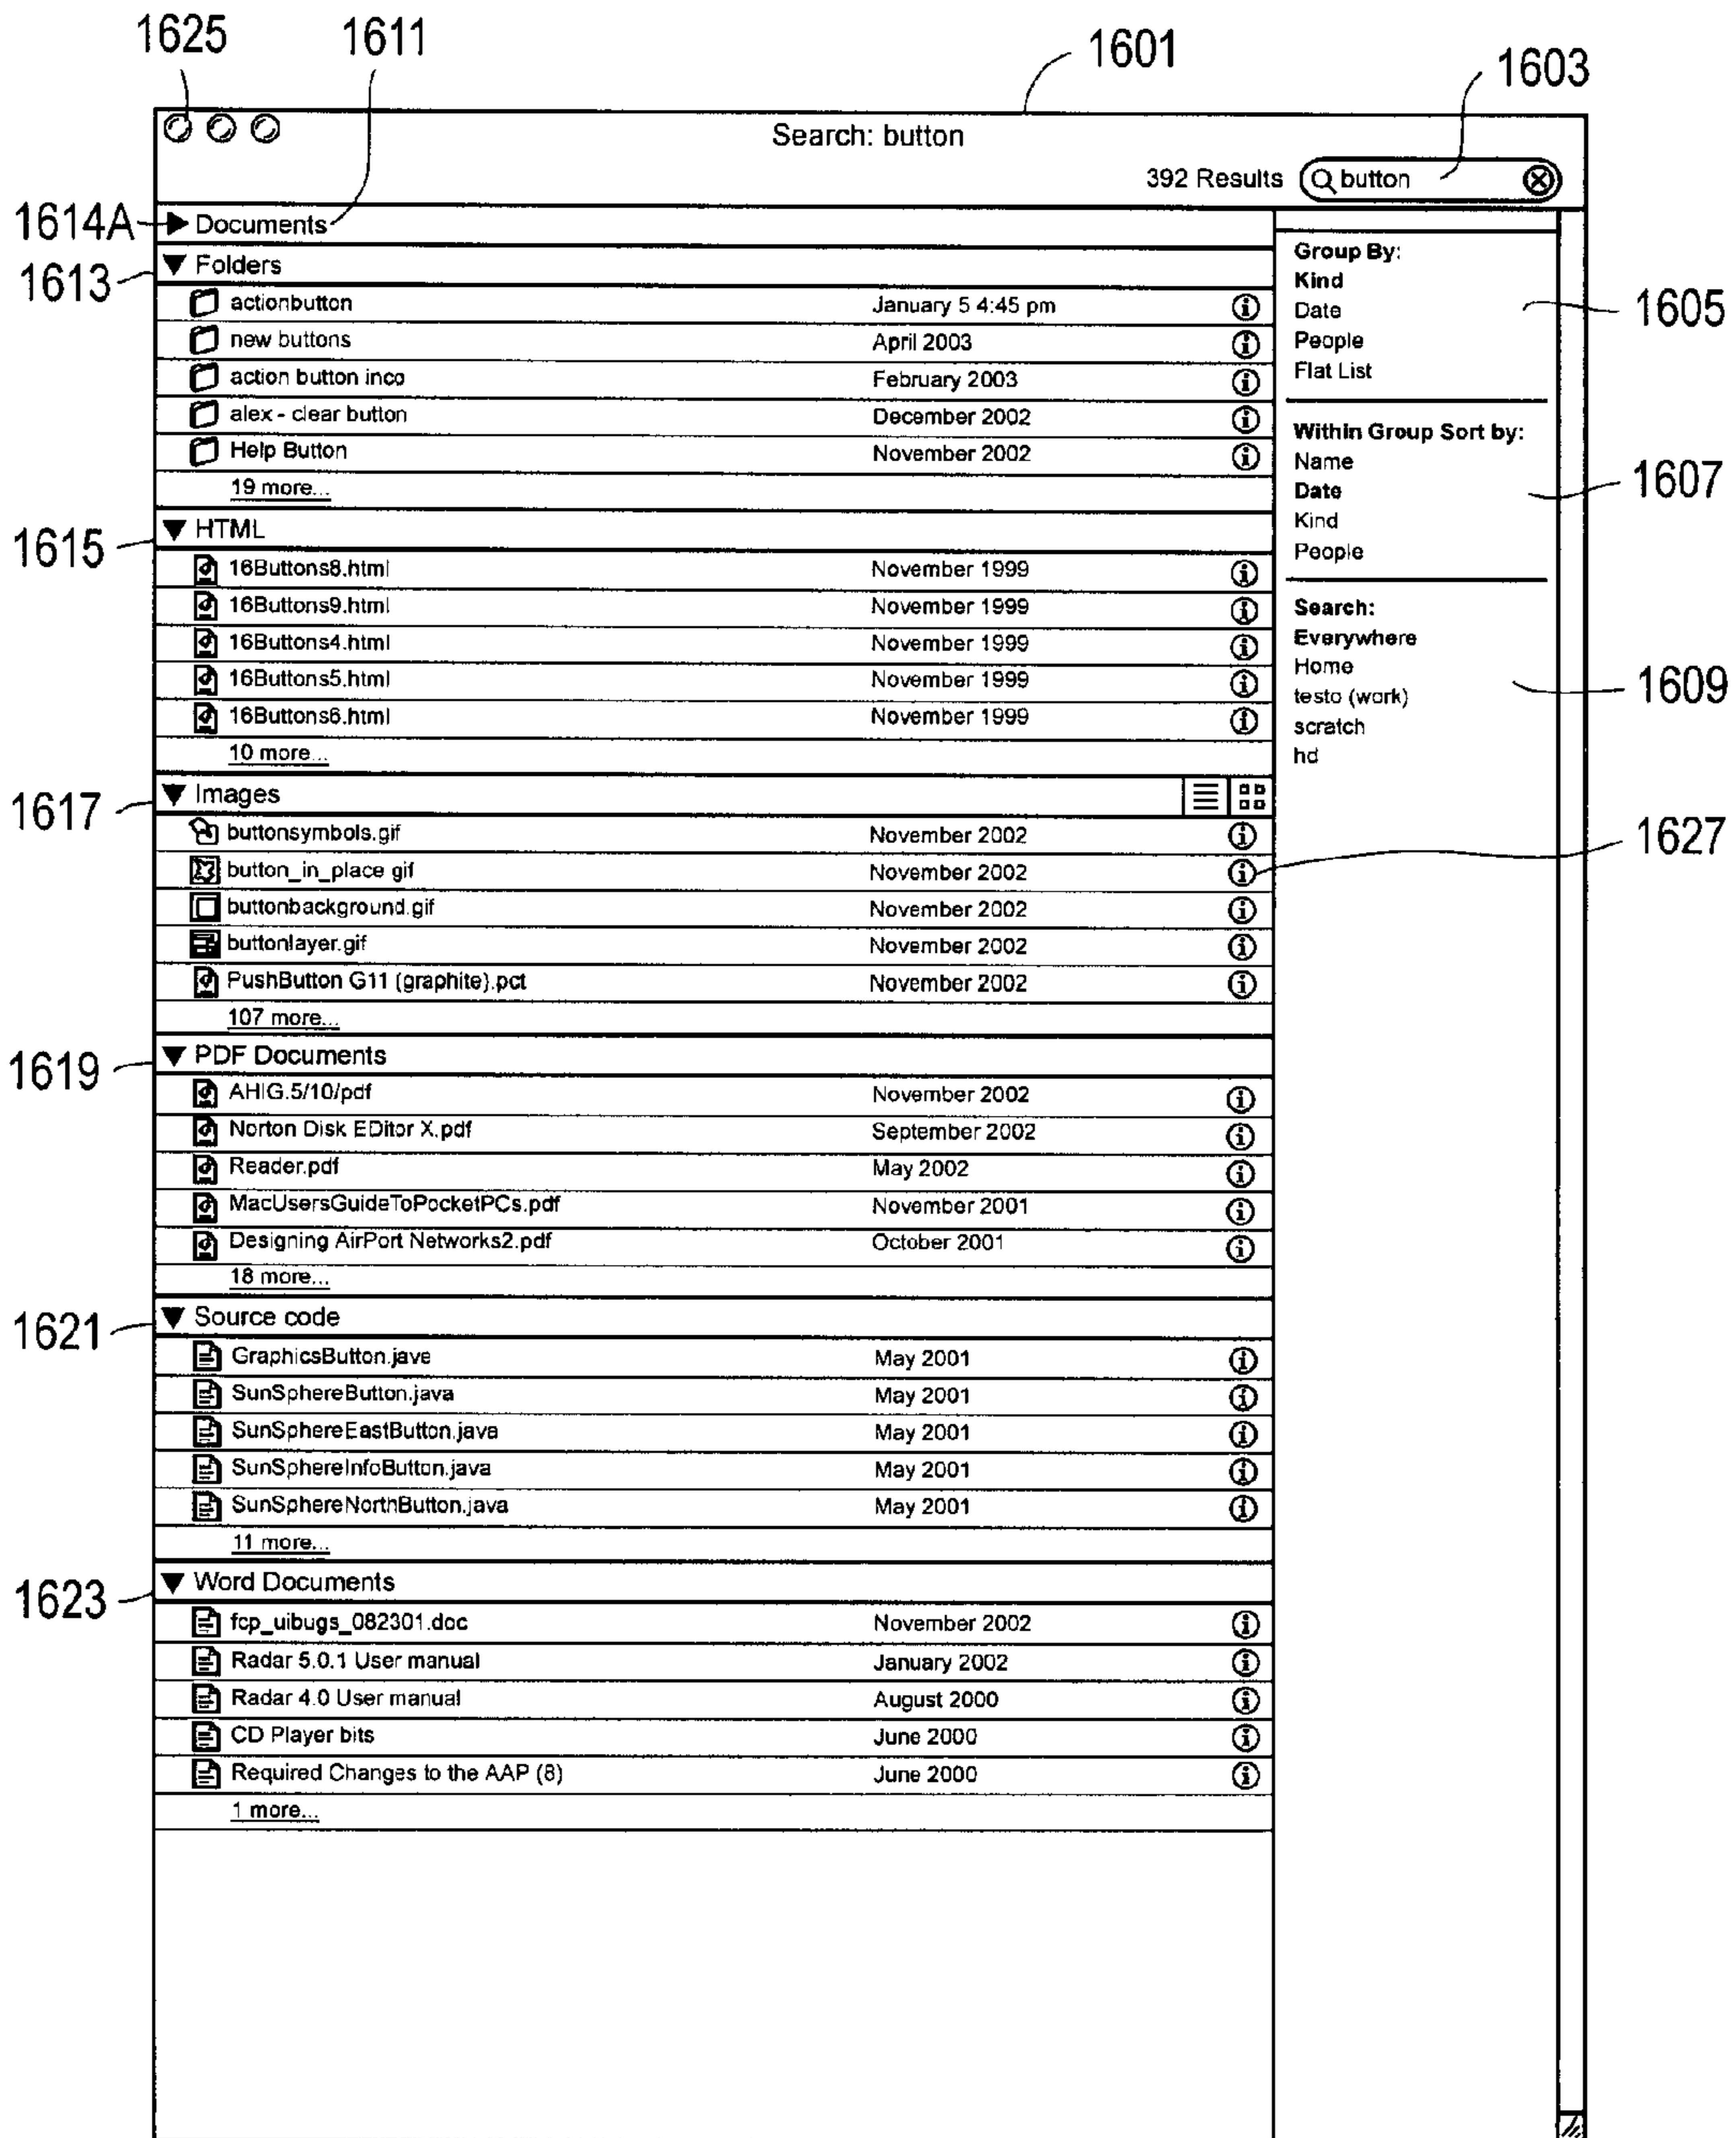 1625 1611 1601 1603
Search: button
392 Results button
1614A Documents
1613 Folders
actionbutton January 5 4:45 pm
new buttons April 2003
action button inco February 2003
alex - clear button December 2002
Help Button November 2002
19 more...
1615 HTML
16Buttons8.html November 1999
16Buttons9.html November 1999
16Buttons4.html November 1999
16Buttons5.html November 1999
16Buttons6.html November 1999
10 more...
1617 Images
buttonsymbols.gif November 2002
button_in_place gif November 2002
buttonbackground.gif November 2002
buttonlayer.gif November 2002
PushButton G11 (graphite).pct November 2002
107 more...
1619 PDF Documents
AHIG.5/10/pdf November 2002
Norton Disk EDitor X.pdf September 2002
Reader.pdf May 2002
MacUsersGuideToPocketPCs.pdf November 2001
Designing AirPort Networks2.pdf October 2001
18 more...
1621 Source code
GraphicsButton.jave May 2001
SunSphereButton.java May 2001
SunSphereEastButton.java May 2001
SunSphereInfoButton.java May 2001
SunSphereNorthButton.java May 2001
11 more...
1623 Word Documents
fcp_uibugs_082301.doc November 2002
Radar 5.0.1 User manual January 2002
Radar 4.0 User manual August 2000
CD Player bits June 2000
Required Changes to the AAP (8) June 2000
1 more...
Group By:
Kind
Date 1605
People
Flat List
Within Group Sort by:
Name
Date 1607
Kind
People
Search:
Everywhere
Home
testo (work) 1609
scratch
hd
1627